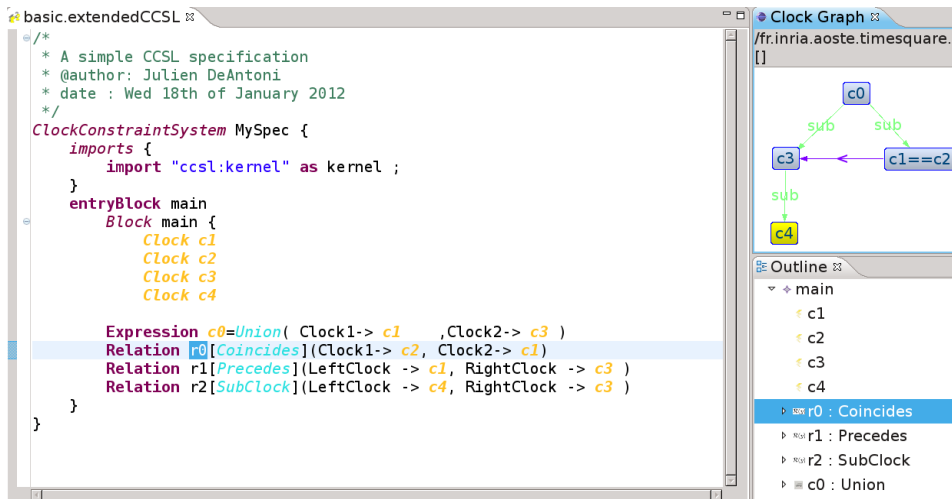 basic.extendedCCSL
/*
* A simple CCSL specification
* @author: Julien DeAntoni
* date : Wed 18th of January 2012
*/
ClockConstraintSystem MySpec {
imports {
import "ccsl:kernel" as kernel ;
}
entryBlock main
Block main {
Clock c1
Clock c2
Clock c3
Clock c4
Expression c0=Union( Clock1-> c1 ,Clock2-> c3 )
Relation r0[Coincides](Clock1-> c2, Clock2-> c1)
Relation r1[Precedes](LeftClock -> c1, RightClock -> c3 )
Relation r2[SubClock](LeftClock -> c4, RightClock -> c3 )
}
}
Clock Graph
/fr.inria.aoste.timesquare.
[]
c0
sub sub
c3 c1==c2
sub
c4
Outline
main
c1
c2
c3
c4
r0 : Coincides
r1 : Precedes
r2 : SubClock
c0 : Union